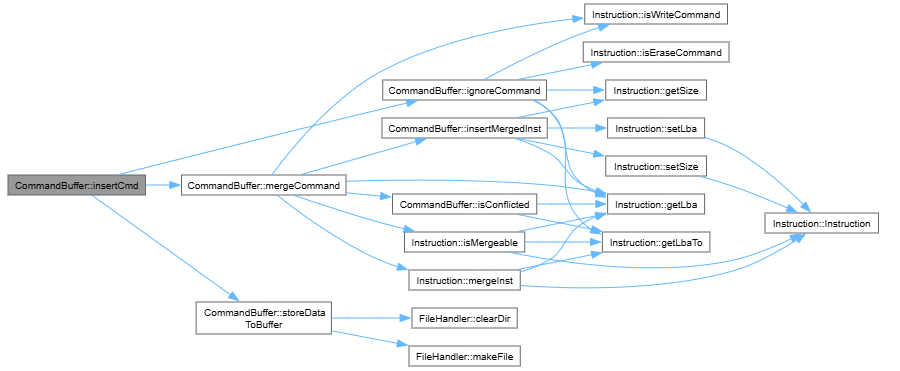 CommandBuffer::insertCmd
CommandBuffer::ignoreCommand
CommandBuffer::insertMergedInst
CommandBuffer::mergeCommand
CommandBuffer::isConflicted
Instruction::isMergeable
Instruction::mergeInst
CommandBuffer::storeData
ToBuffer
Instruction::isWriteCommand
Instruction::isEraseCommand
Instruction::getSize
Instruction::setLba
Instruction::setSize
Instruction::getLba
Instruction::getLbaTo
FileHandler::clearDir
FileHandler::makeFile
Instruction::Instruction